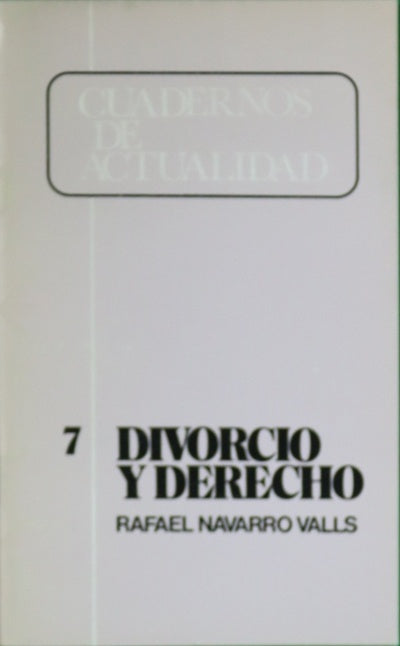 CUADERNOS
DE
ACTUALIDAD
7 DIVORCIO
Y DERECHO
RAFAEL NAVARRO VALLS